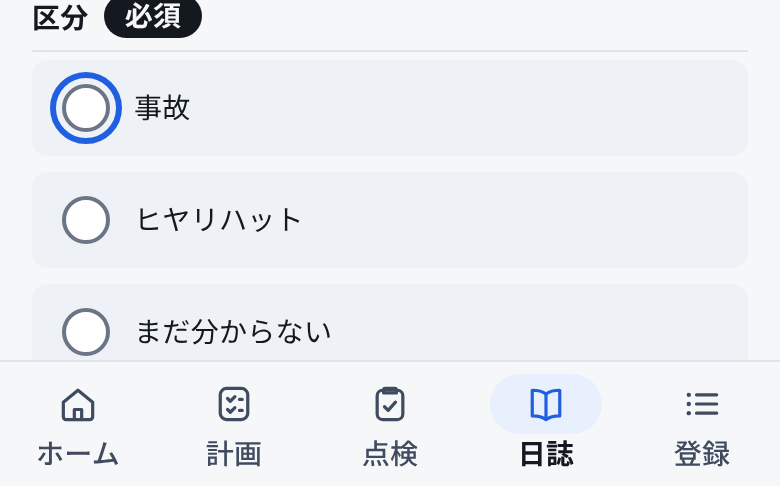 区分 必須
事故
ヒヤリハット
まだ分からない
ホーム 計画 点検 日誌 登録